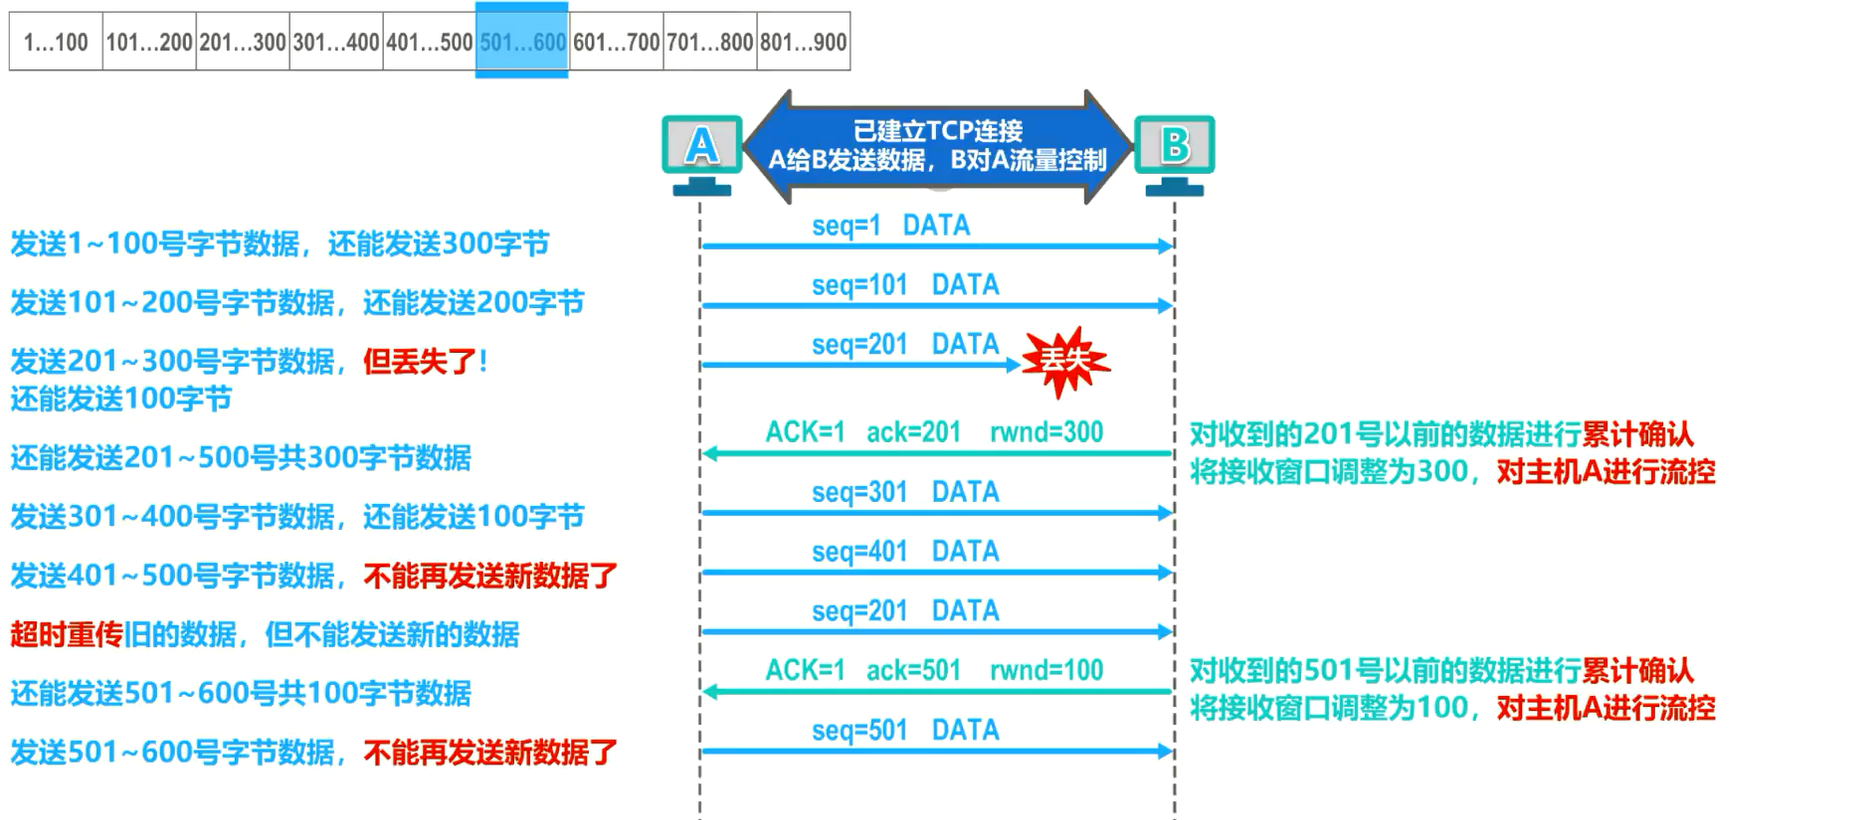 1...100 101...200 201...300 301...400 401...500 501...600 601...700 701...800 801...900
A
已建立TCP连接
A给B发送数据，B对A流量控制
B
seq=1 DATA
发送1~100号字节数据，还能发送300字节
seq=101 DATA
发送101~200号字节数据，还能发送200字节
seq=201 DATA
丢失
发送201~300号字节数据，但丢失了！
还能发送100字节
ACK=1 ack=201 rwnd=300
对收到的201号以前的数据进行累计确认
将接收窗口调整为300，对主机A进行流控
还能发送201~500号共300字节数据
seq=301 DATA
发送301~400号字节数据，还能发送100字节
seq=401 DATA
发送401~500号字节数据，不能再发送新数据了
seq=201 DATA
超时重传旧的数据，但不能发送新的数据
ACK=1 ack=501 rwnd=100
对收到的501号以前的数据进行累计确认
将接收窗口调整为100，对主机A进行流控
还能发送501~600号共100字节数据
seq=501 DATA
发送501~600号字节数据，不能再发送新数据了